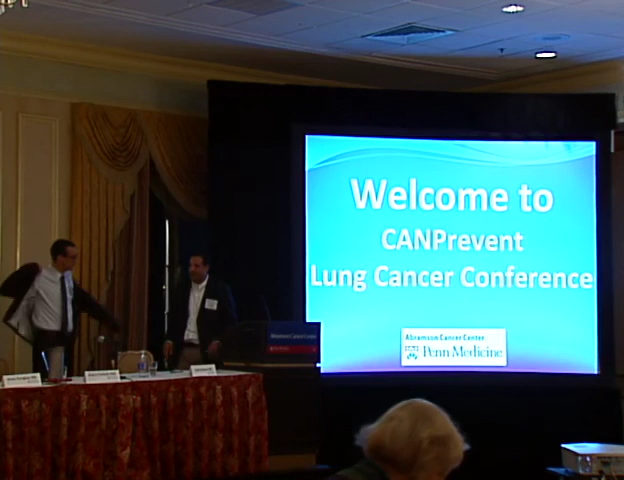 Welcome to
CANPrevent
Lung Cancer Conference
Abramson Cancer Center
Penn Medicine